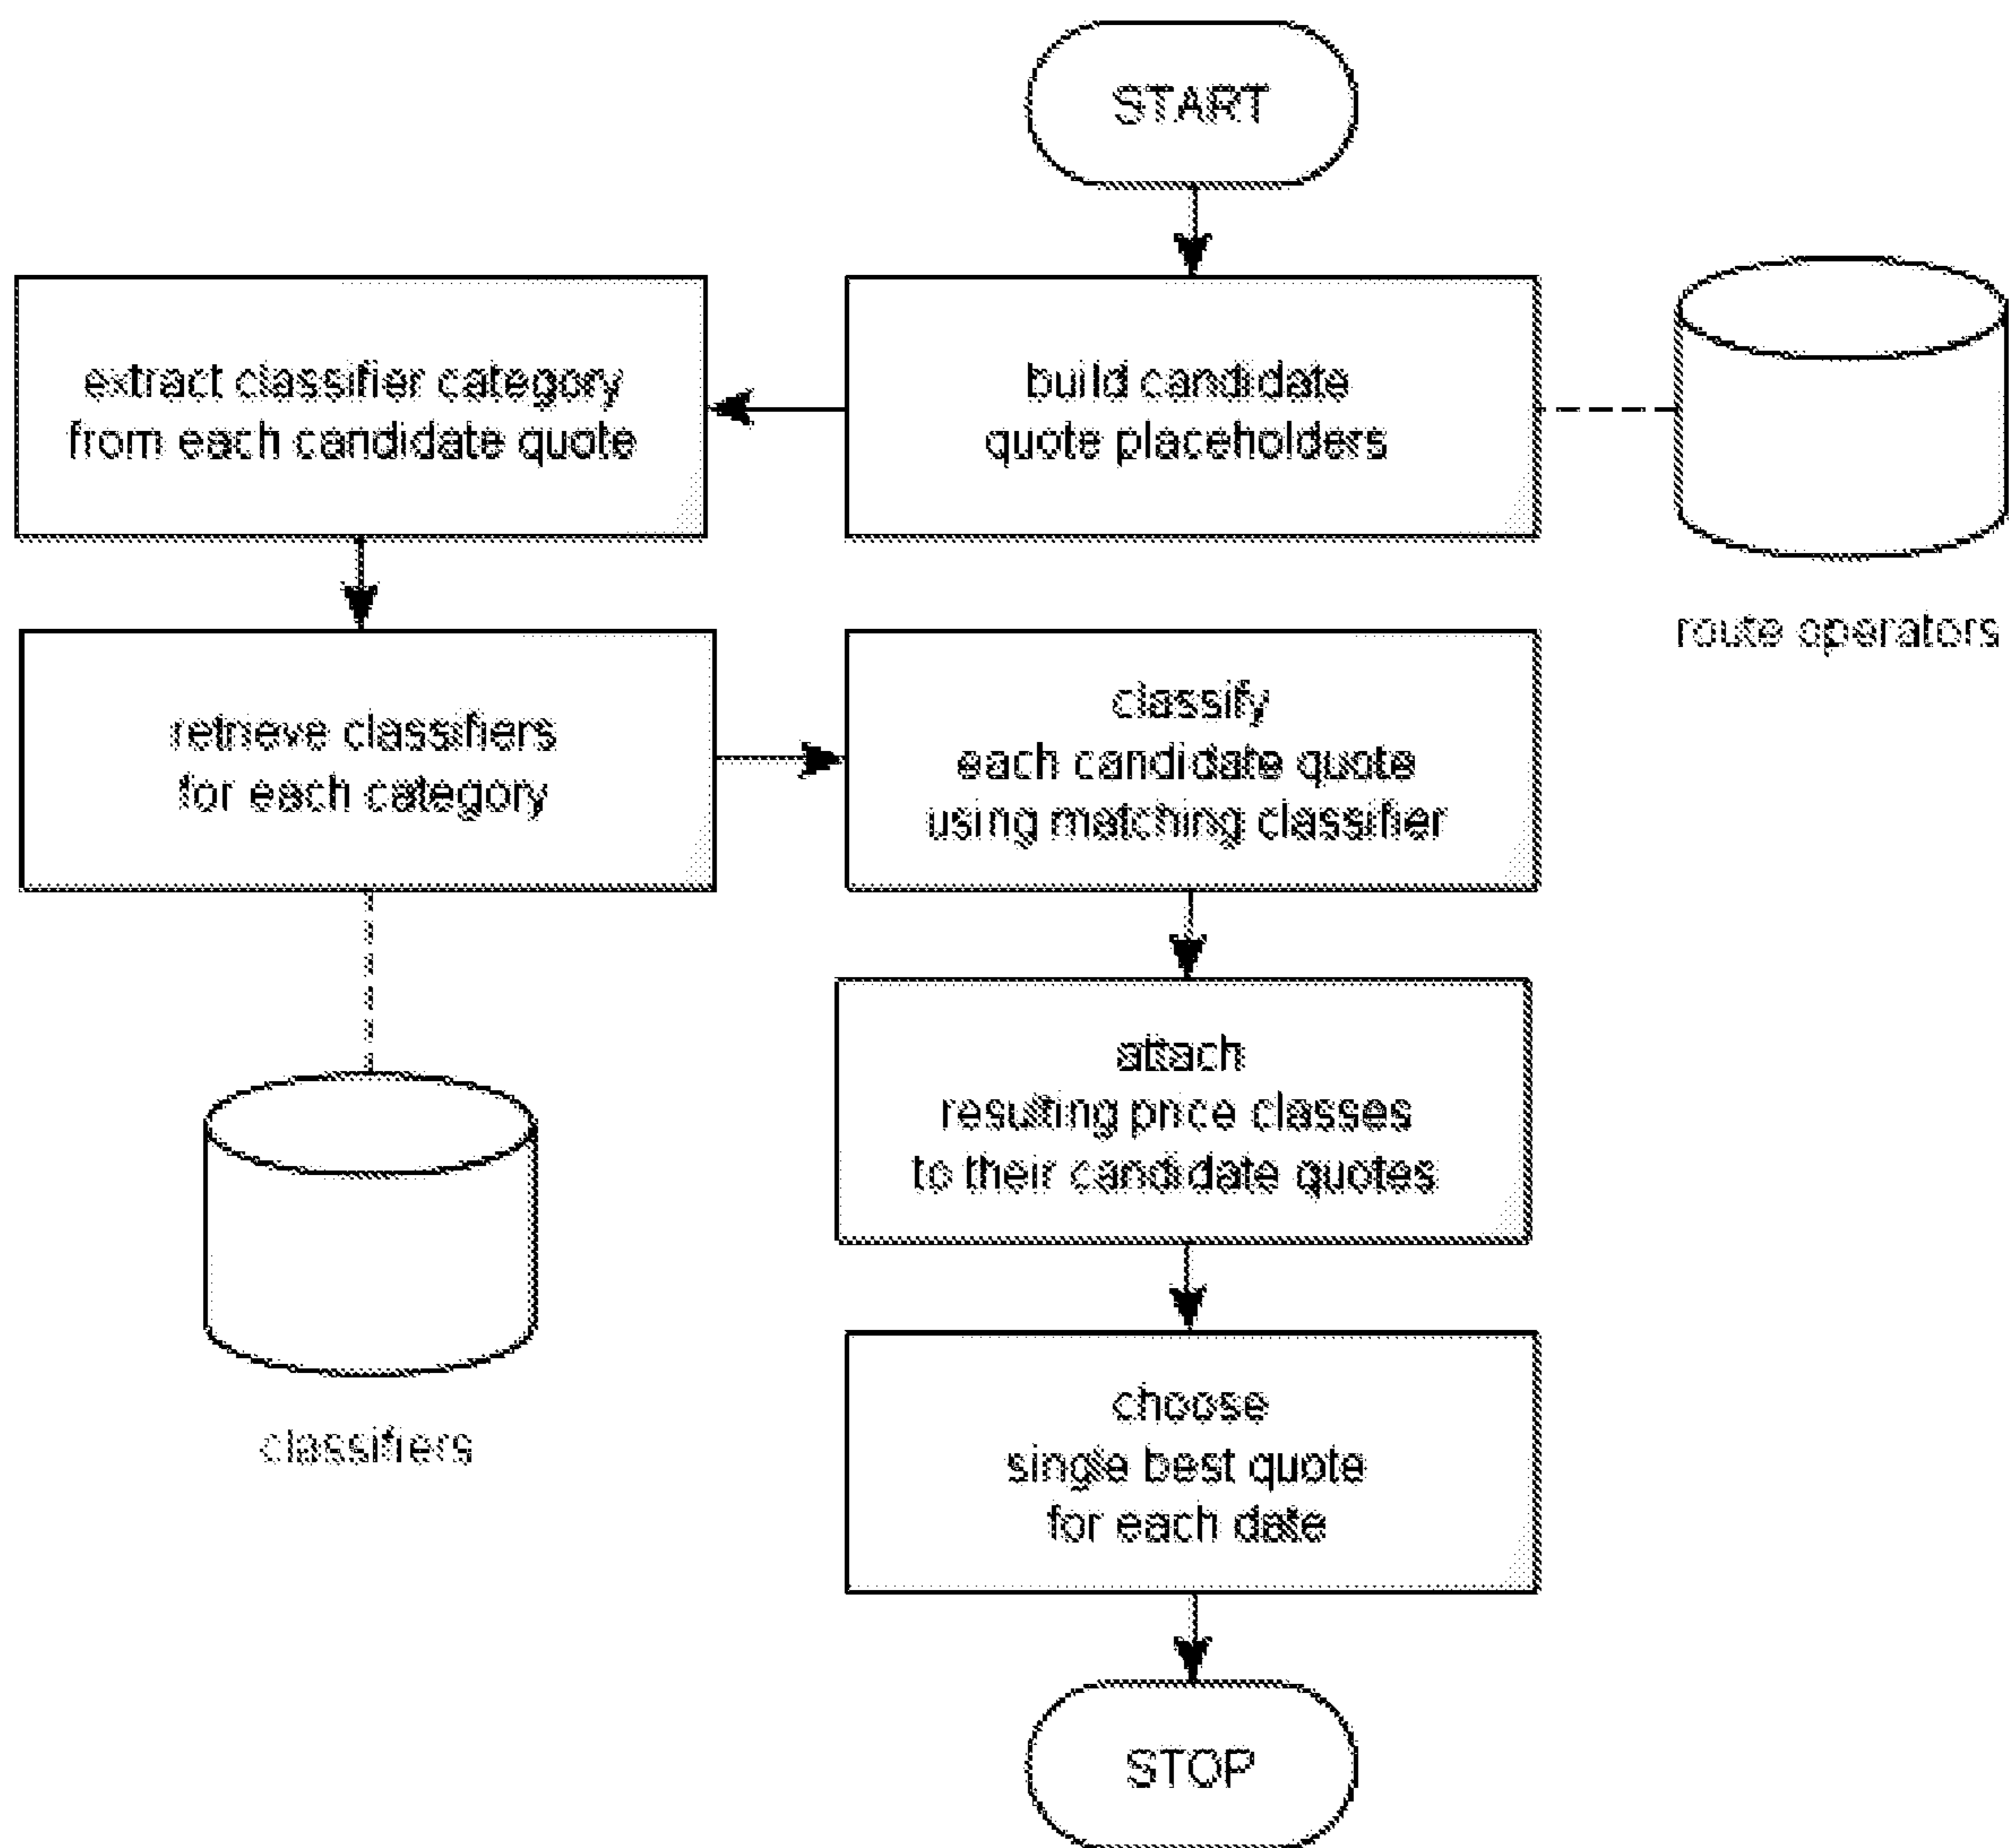 START
build candidate
quote placeholders
route operators
extract classifier category
from each candidate quote
retrieve classifiers
for each category
classifiers
classify
each candidate quote
using matching classifier
attach
resulting price classes
to their candidate quotes
choose
single best quote
for each date
STOP